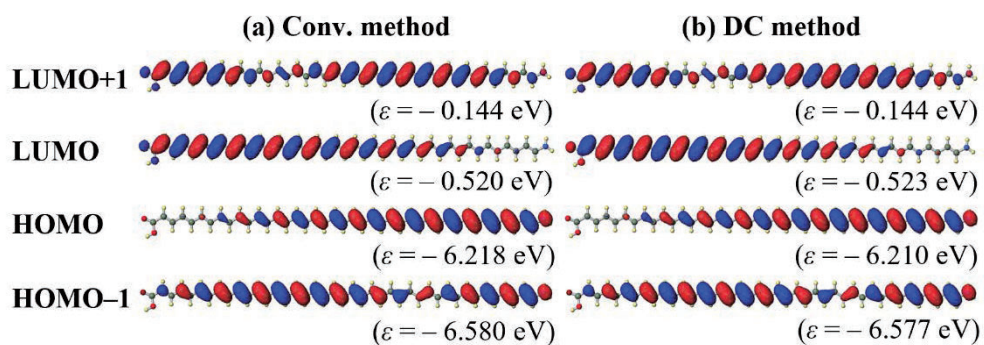 (a) Conv. method (b) DC method
LUMO+1
(ε = – 0.144 eV) (ε = – 0.144 eV)
LUMO
(ε = – 0.520 eV) (ε = – 0.523 eV)
HOMO
(ε = – 6.218 eV) (ε = – 6.210 eV)
HOMO–1
(ε = – 6.580 eV) (ε = – 6.577 eV)